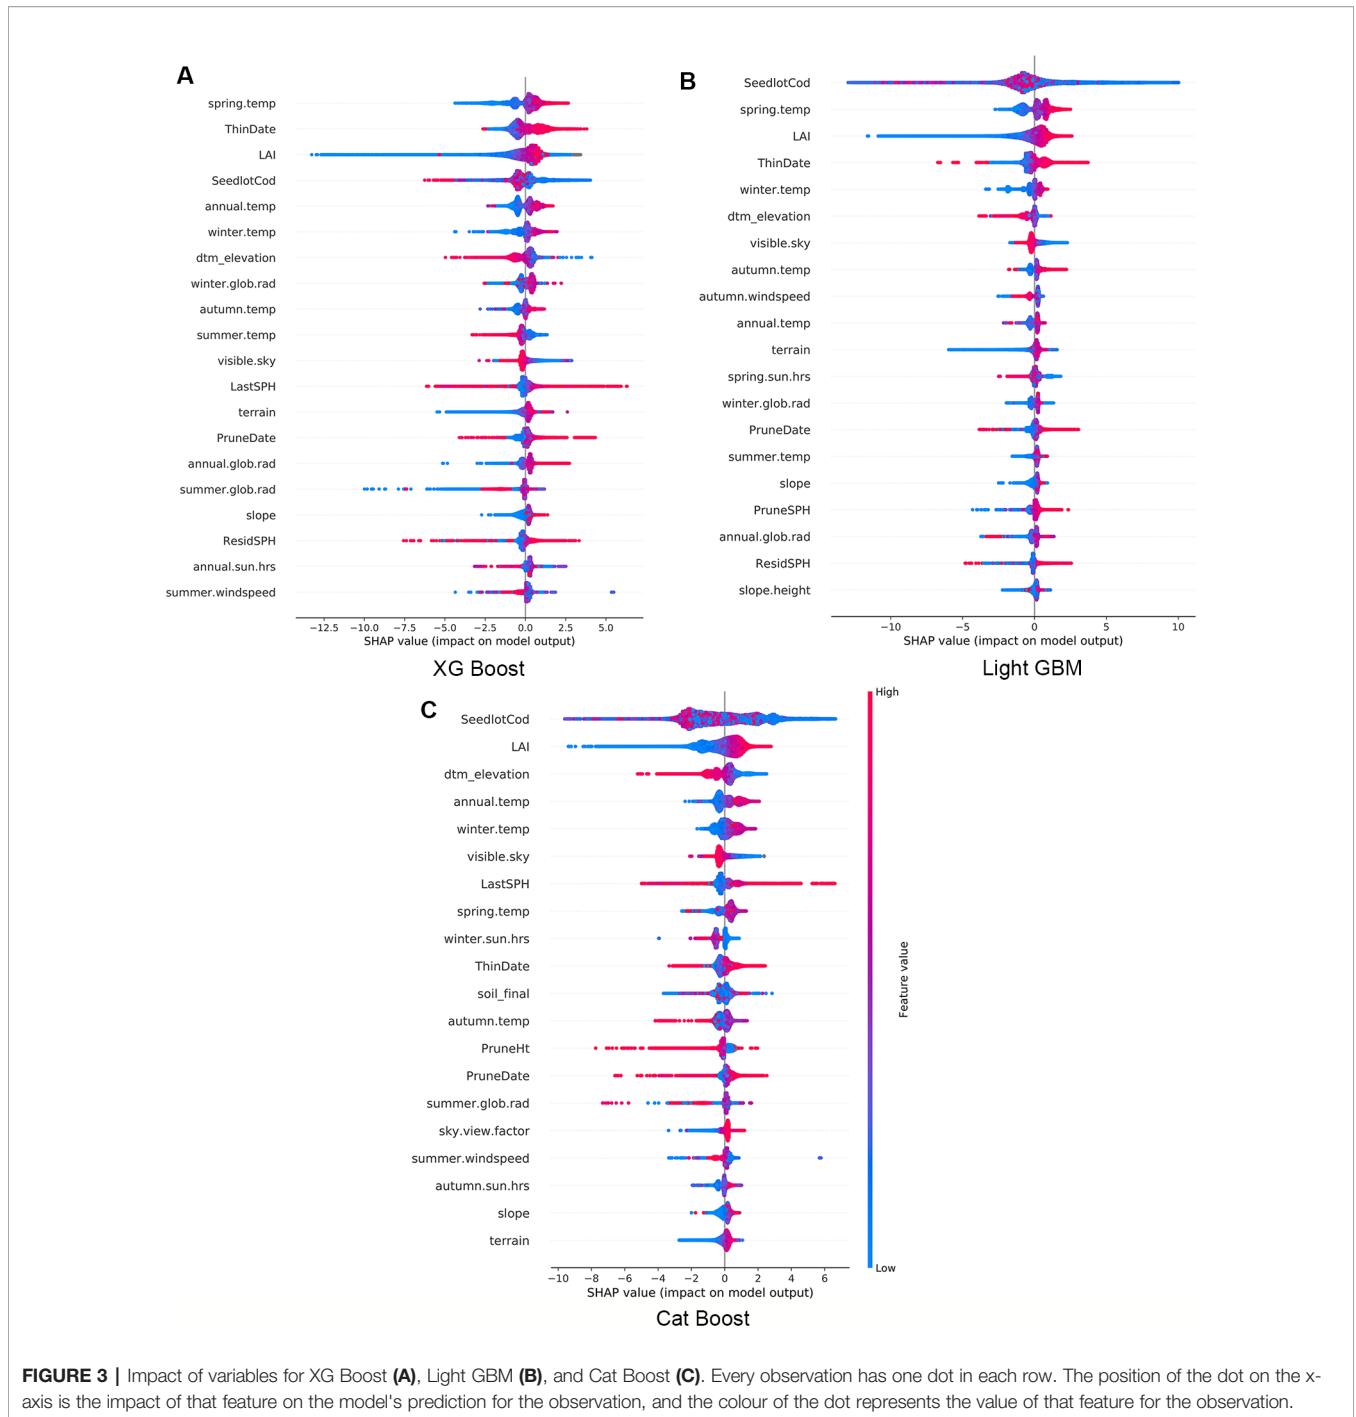 A
spring.temp
ThinDate
LAI
SeedlotCod
annual.temp
winter.temp
dtm_elevation
winter.glob.rad
autumn.temp
summer.temp
visible.sky
LastSPH
terrain
PruneDate
annual.glob.rad
summer.glob.rad
slope
ResidSPH
annual.sun.hrs
summer.windspeed
−12.5 −10.0 −7.5 −5.0 −2.5 0.0 2.5 5.0
SHAP value (impact on model output)
XG Boost
B
SeedlotCod
spring.temp
LAI
ThinDate
winter.temp
dtm_elevation
visible.sky
autumn.temp
autumn.windspeed
annual.temp
terrain
spring.sun.hrs
winter.glob.rad
PruneDate
summer.temp
slope
PruneSPH
annual.glob.rad
ResidSPH
slope.height
−10 −5 0 5 10
SHAP value (impact on model output)
Light GBM
C
SeedlotCod
LAI
dtm_elevation
annual.temp
winter.temp
visible.sky
LastSPH
spring.temp
winter.sun.hrs
ThinDate
soil_final
autumn.temp
PruneHt
PruneDate
summer.glob.rad
sky.view.factor
summer.windspeed
autumn.sun.hrs
slope
terrain
−10 −8 −6 −4 −2 0 2 4 6
SHAP value (impact on model output)
Cat Boost
High
Feature value
Low
FIGURE 3 | Impact of variables for XG Boost (A), Light GBM (B), and Cat Boost (C). Every observation has one dot in each row. The position of the dot on the x-
axis is the impact of that feature on the model's prediction for the observation, and the colour of the dot represents the value of that feature for the observation.